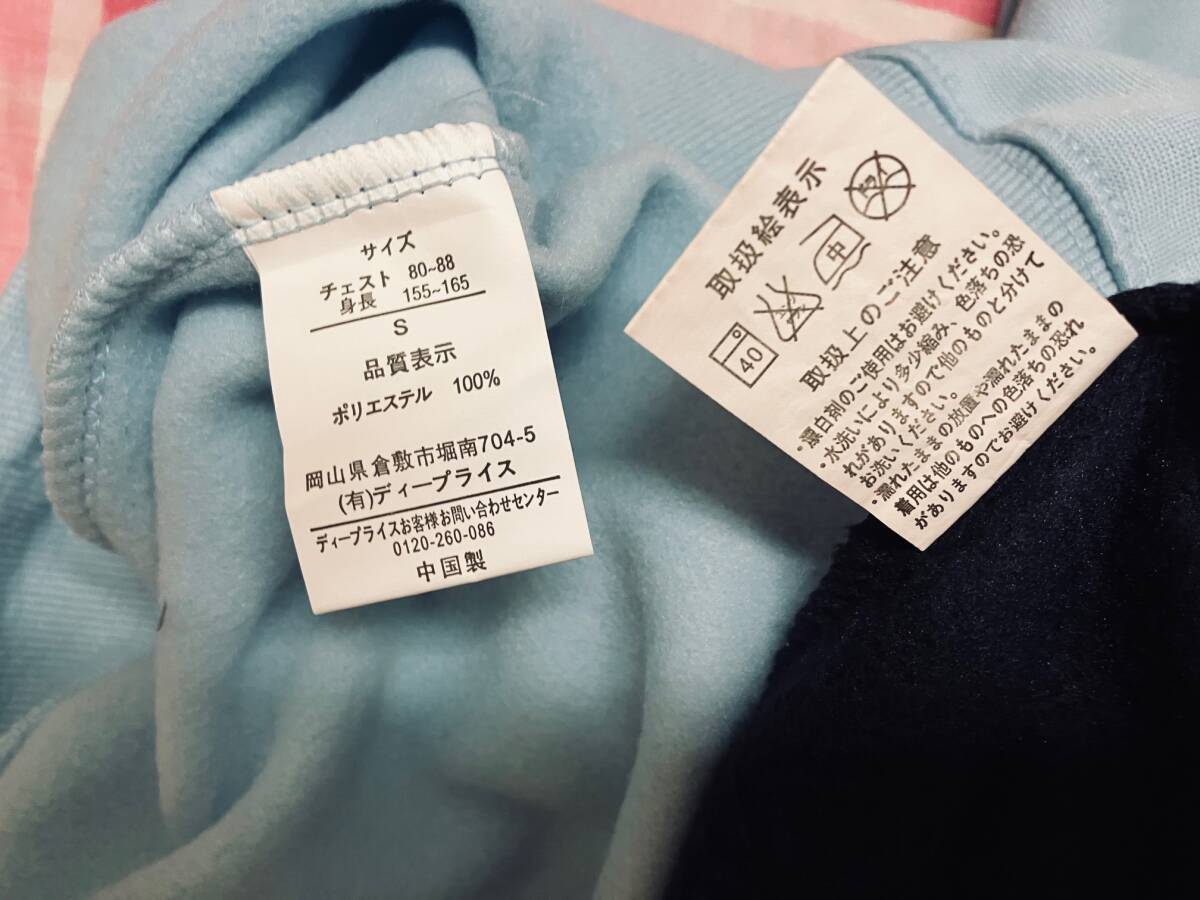 サイズ
チェスト 80~88
身長 155~165
S
品質表示
ポリエステル 100%
岡山県倉敷市堀南704-5
(有)ディープライス
ディープライスお客様お問い合わせセンター
0120-260-086
中国製
取扱絵表示
40
中
取扱上のご注意
・漂白剤のご使用はお避けください。
・水洗いにより多少縮み、色落ちの恐
れがありますので他のものと分けて
お洗いください。
・濡れたままの放置や濡れたままの
着用は他のものへの色落ちの恐れ
がありますのでお避けください。